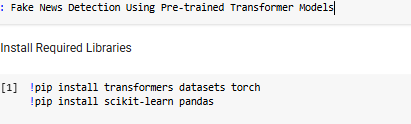 : Fake News Detection Using Pre-trained Transformer Models
Install Required Libraries
[1] !pip install transformers datasets torch
!pip install scikit-learn pandas